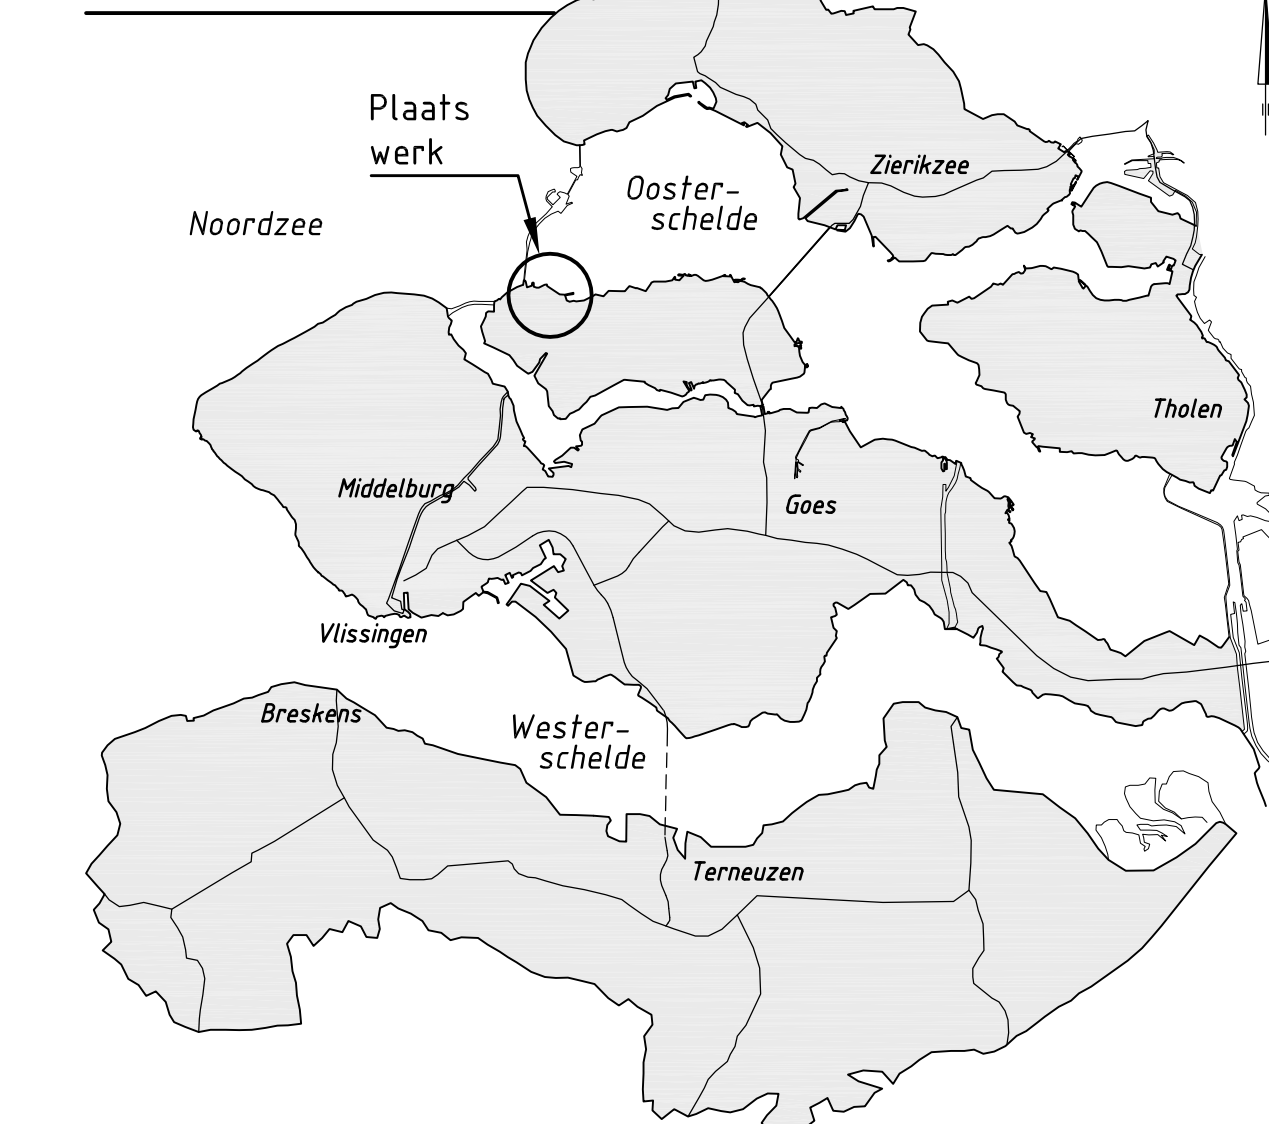 Plaats
werk
Zierikzee
Ooster-
schelde
Noordzee
Tholen
Middelburg
Goes
Vlissingen
Breskens
Wester-
schelde
Terneuzen